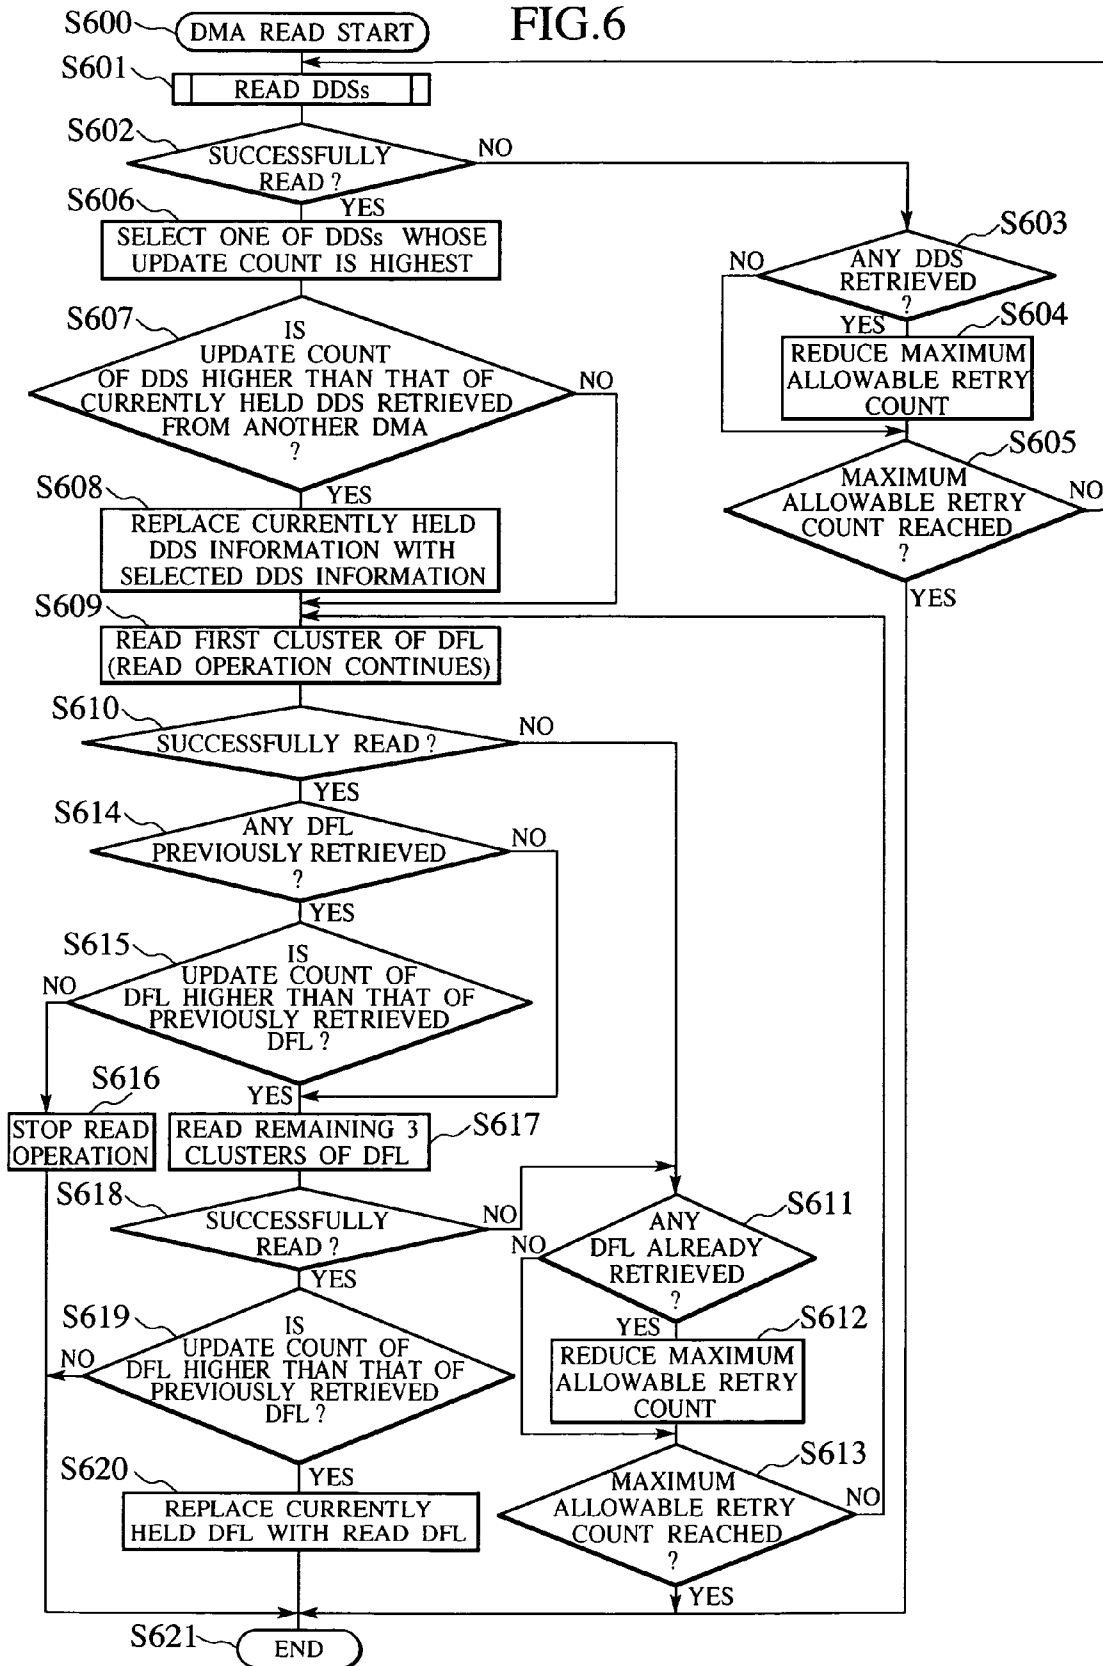 FIG.6
S600
DMA READ START
S601
READ DDSs
S602
SUCCESSFULLY
READ ?
NO
YES
S606
SELECT ONE OF DDSs WHOSE
UPDATE COUNT IS HIGHEST
S603
ANY DDS
RETRIEVED
?
NO
YES
S604
REDUCE MAXIMUM
ALLOWABLE RETRY
COUNT
S607
IS
UPDATE COUNT
OF DDS HIGHER THAN THAT OF
CURRENTLY HELD DDS RETRIEVED
FROM ANOTHER DMA
?
NO
YES
S605
MAXIMUM
ALLOWABLE RETRY
COUNT REACHED
?
NO
YES
S608
REPLACE CURRENTLY HELD
DDS INFORMATION WITH
SELECTED DDS INFORMATION
S609
READ FIRST CLUSTER OF DFL
(READ OPERATION CONTINUES)
S610
SUCCESSFULLY READ ?
NO
YES
S614
ANY DFL
PREVIOUSLY RETRIEVED
?
NO
YES
S615
IS
UPDATE COUNT OF
DFL HIGHER THAN THAT OF
PREVIOUSLY RETRIEVED
DFL ?
NO
YES
S616
STOP READ
OPERATION
READ REMAINING 3
CLUSTERS OF DFL
S617
S618
SUCCESSFULLY
READ ?
NO
YES
S611
ANY
DFL ALREADY
RETRIEVED
?
NO
YES
S612
REDUCE MAXIMUM
ALLOWABLE RETRY
COUNT
S619
IS
UPDATE COUNT OF
DFL HIGHER THAN THAT OF
PREVIOUSLY RETRIEVED
DFL ?
NO
YES
S613
MAXIMUM
ALLOWABLE RETRY
COUNT REACHED
?
NO
YES
S620
REPLACE CURRENTLY
HELD DFL WITH READ DFL
S621
END